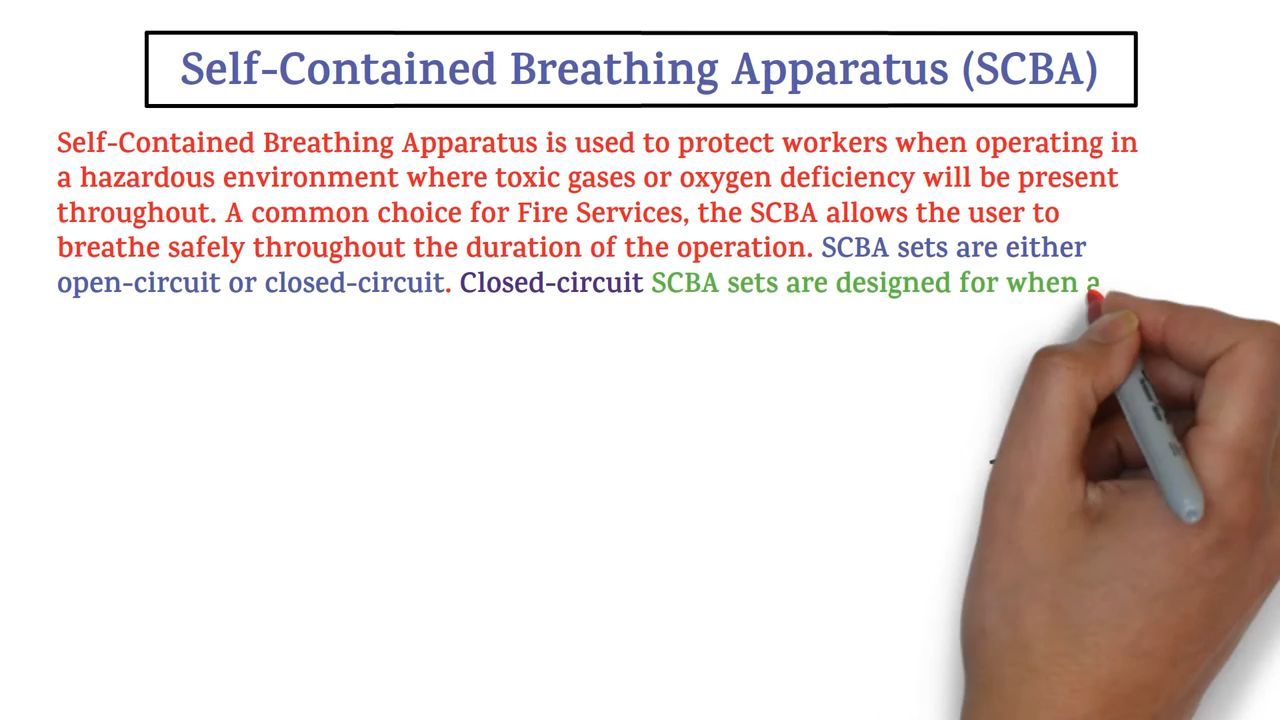 Self-Contained Breathing Apparatus (SCBA)
Self-Contained Breathing Apparatus is used to protect workers when operating in
a hazardous environment where toxic gases or oxygen deficiency will be present
throughout. A common choice for Fire Services, the SCBA allows the user to
breathe safely throughout the duration of the operation. SCBA sets are either
open-circuit or closed-circuit. Closed-circuit SCBA sets are designed for when a